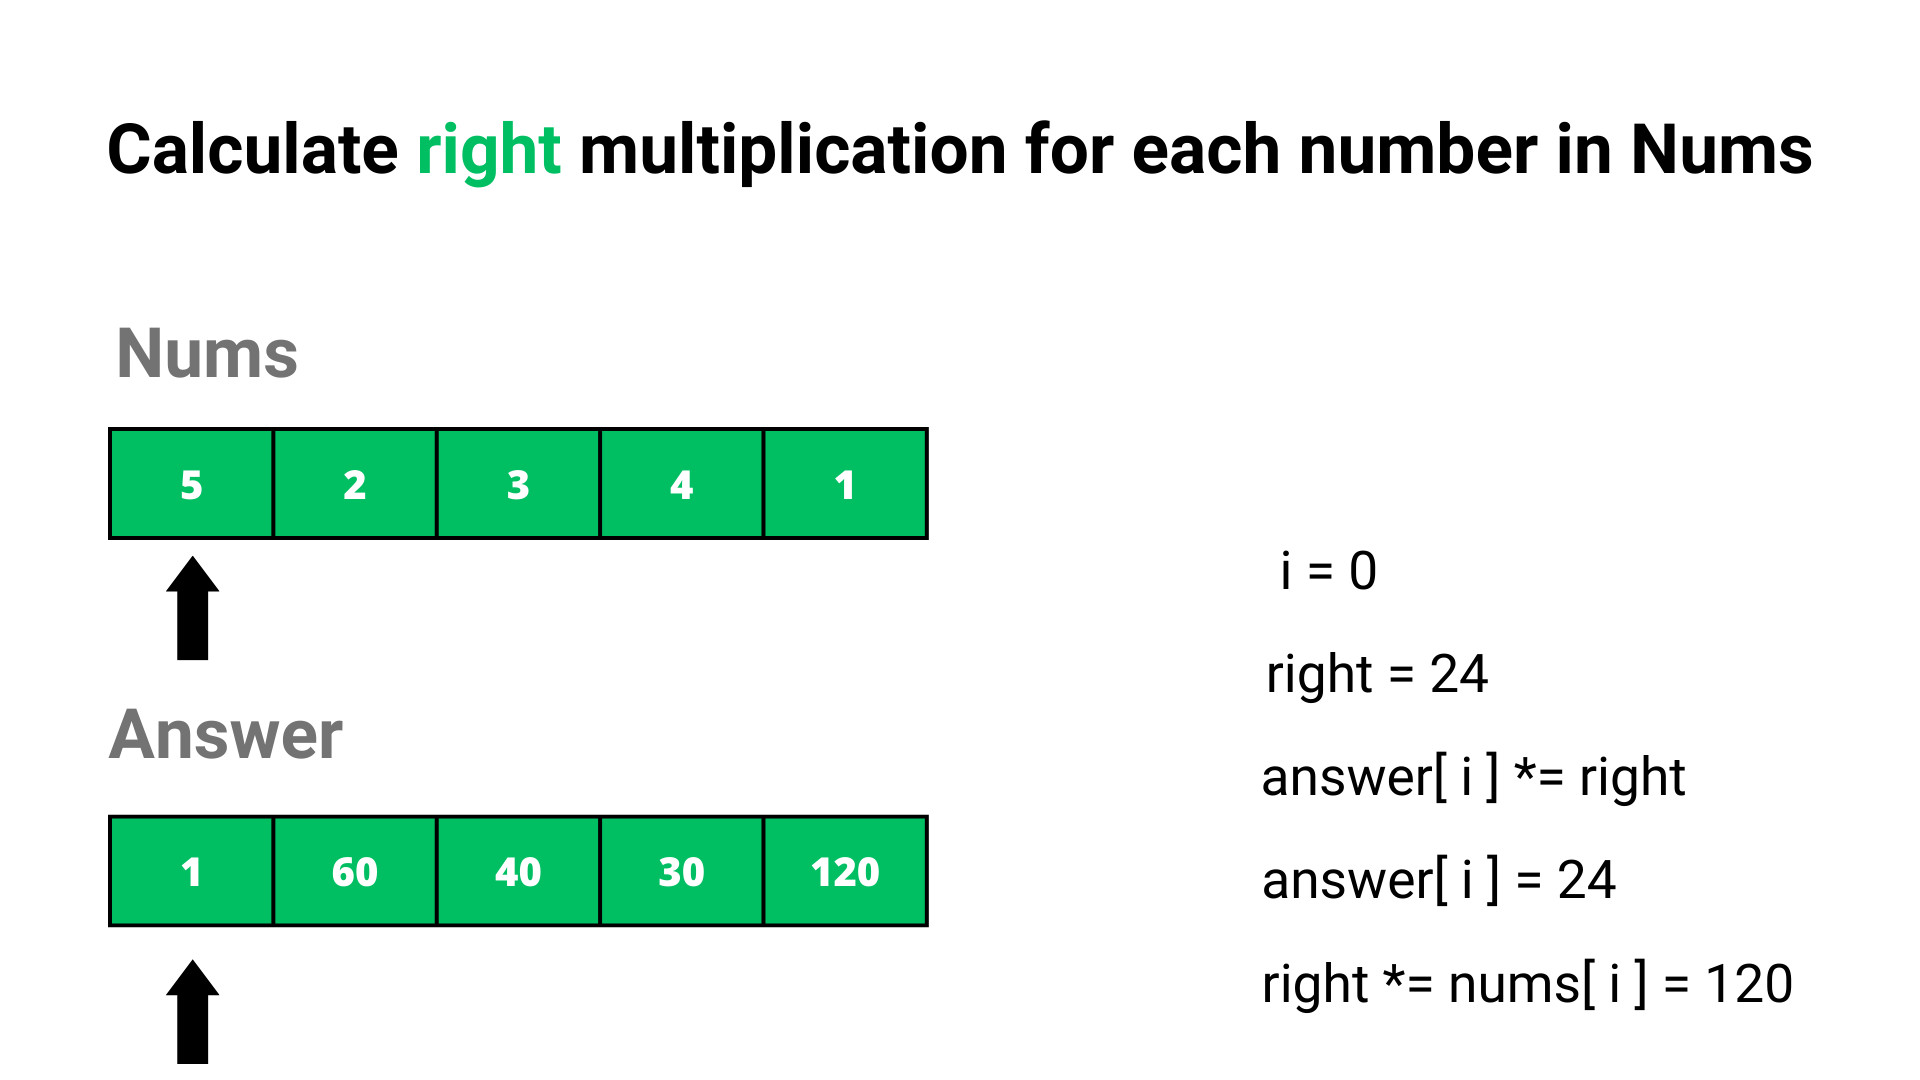 Calculate right multiplication for each number in Nums
Nums
5 2 3 4 1
Answer
1 60 40 30 120
i = 0
right = 24
answer[ i ] *= right
answer[ i ] = 24
right *= nums[ i ] = 120